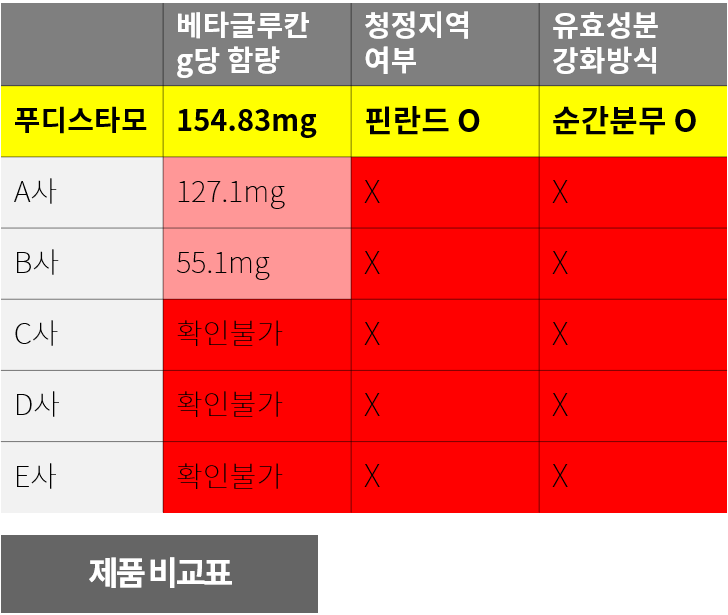 베타글루칸 청정지역 유효성분
g당 함량 여부 강화방식
푸디스타모 154.83mg 핀란드 O 순간분무 O
A사 127.1mg X X
B사 55.1mg X X
C사 확인불가 X X
D사 확인불가 X X
E사 확인불가 X X
제품 비교표